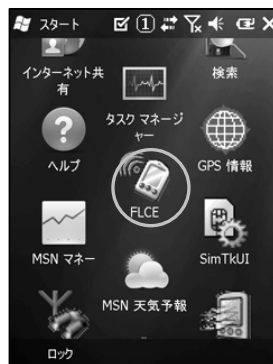 スタート
1
インターネット共
有
タスク マネージ
ャー
検索
ヘルプ
GPS 情報
FLCE
MSN マネー
SimTkUI
MSN 天気予報
ロック